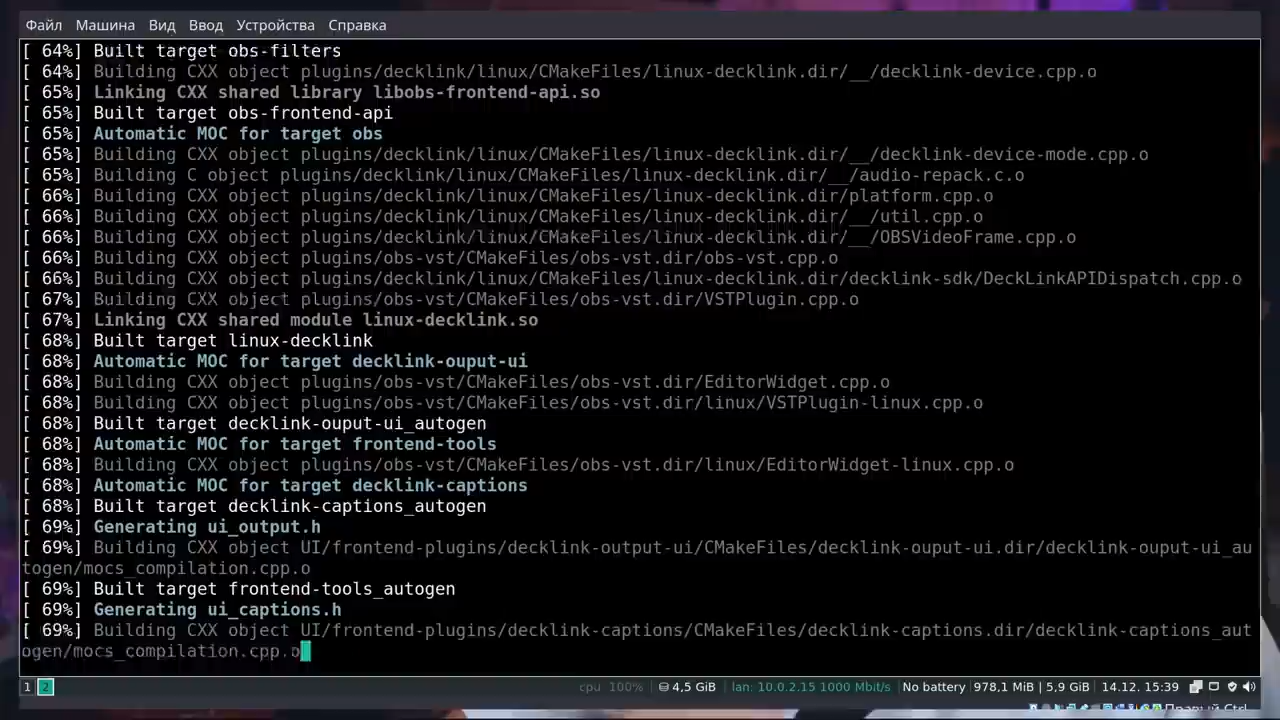 Файл Машина Вид Ввод Устройства Справка
[ 64%] Built target obs-filters
[ 64%] Building CXX object plugins/decklink/linux/CMakeFiles/linux-decklink.dir/__/decklink-device.cpp.o
[ 65%] Linking CXX shared library libobs-frontend-api.so
[ 65%] Built target obs-frontend-api
[ 65%] Automatic MOC for target obs
[ 65%] Building CXX object plugins/decklink/linux/CMakeFiles/linux-decklink.dir/__/decklink-device-mode.cpp.o
[ 65%] Building C object plugins/decklink/linux/CMakeFiles/linux-decklink.dir/__/audio-repack.c.o
[ 66%] Building CXX object plugins/decklink/linux/CMakeFiles/linux-decklink.dir/platform.cpp.o
[ 66%] Building CXX object plugins/decklink/linux/CMakeFiles/linux-decklink.dir/__/util.cpp.o
[ 66%] Building CXX object plugins/decklink/linux/CMakeFiles/linux-decklink.dir/__/OBSVideoFrame.cpp.o
[ 66%] Building CXX object plugins/obs-vst/CMakeFiles/obs-vst.dir/obs-vst.cpp.o
[ 66%] Building CXX object plugins/decklink/linux/CMakeFiles/linux-decklink.dir/decklink-sdk/DeckLinkAPIDispatch.cpp.o
[ 67%] Building CXX object plugins/obs-vst/CMakeFiles/obs-vst.dir/VSTPlugin.cpp.o
[ 67%] Linking CXX shared module linux-decklink.so
[ 68%] Built target linux-decklink
[ 68%] Automatic MOC for target decklink-ouput-ui
[ 68%] Building CXX object plugins/obs-vst/CMakeFiles/obs-vst.dir/EditorWidget.cpp.o
[ 68%] Building CXX object plugins/obs-vst/CMakeFiles/obs-vst.dir/linux/VSTPlugin-linux.cpp.o
[ 68%] Built target decklink-ouput-ui_autogen
[ 68%] Automatic MOC for target frontend-tools
[ 68%] Building CXX object plugins/obs-vst/CMakeFiles/obs-vst.dir/linux/EditorWidget-linux.cpp.o
[ 68%] Automatic MOC for target decklink-captions
[ 68%] Built target decklink-captions_autogen
[ 69%] Generating ui_output.h
[ 69%] Building CXX object UI/frontend-plugins/decklink-output-ui/CMakeFiles/decklink-ouput-ui.dir/decklink-ouput-ui_au
togen/mocs_compilation.cpp.o
[ 69%] Built target frontend-tools_autogen
[ 69%] Generating ui_captions.h
[ 69%] Building CXX object UI/frontend-plugins/decklink-captions/CMakeFiles/decklink-captions.dir/decklink-captions_aut
ogen/mocs_compilation.cpp.o
1 2 cpp 100% 4,5 GiB lan: 10.0.2.15 1000 Mbit/s No battery 978,1 MiB | 5,9 GiB 14.12. 15:39
Правый Ctrl